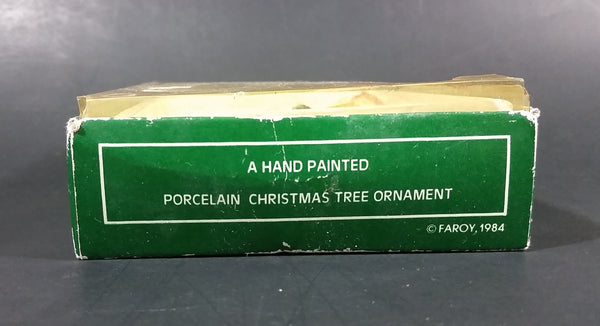 A HAND PAINTED
PORCELAIN CHRISTMAS TREE ORNAMENT
© FAROY, 1984